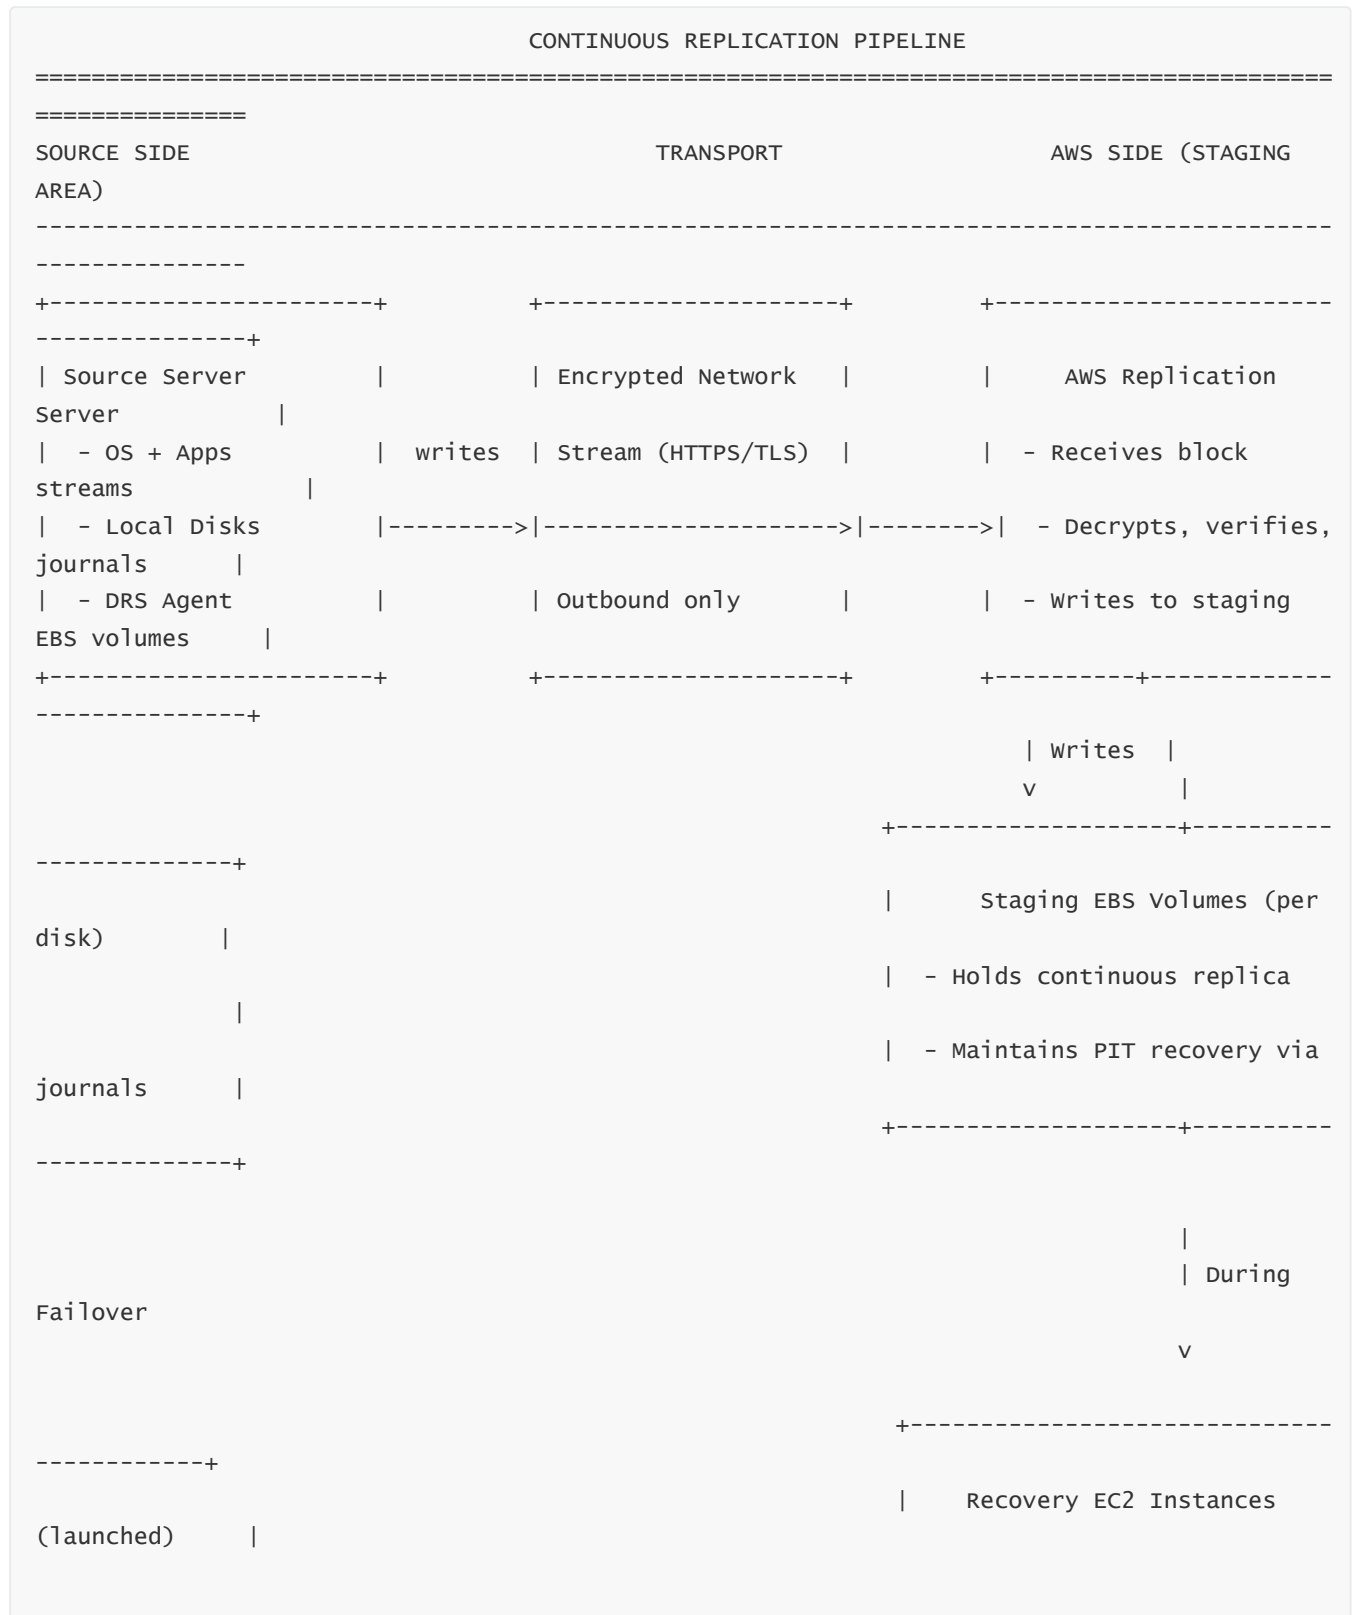 CONTINUOUS REPLICATION PIPELINE
============================================================================================
===============
SOURCE SIDE                                 TRANSPORT                   AWS SIDE (STAGING
AREA)
--------------------------------------------------------------------------------------------
---------------
+-----------------------+          +---------------------+         +------------------------
---------------+
| Source Server         |          | Encrypted Network   |         |     AWS Replication
Server           |
|  - OS + Apps          |  writes  | Stream (HTTPS/TLS)  |         |  - Receives block
streams            |
|  - Local Disks        |--------->|--------------------->|-------->|  - Decrypts, verifies,
journals      |
|  - DRS Agent          |          | Outbound only       |         |  - Writes to staging
EBS volumes     |
+-----------------------+          +---------------------+         +----------+-------------
---------------+
| Writes  |
v          |
+--------------------+----------
--------------+
|      Staging EBS Volumes (per
disk)        |
|  - Holds continuous replica
|
|  - Maintains PIT recovery via
journals      |
+--------------------+----------
--------------+
|
| During
Failover
v
+------------------------------
------------+
|    Recovery EC2 Instances
(launched)     |